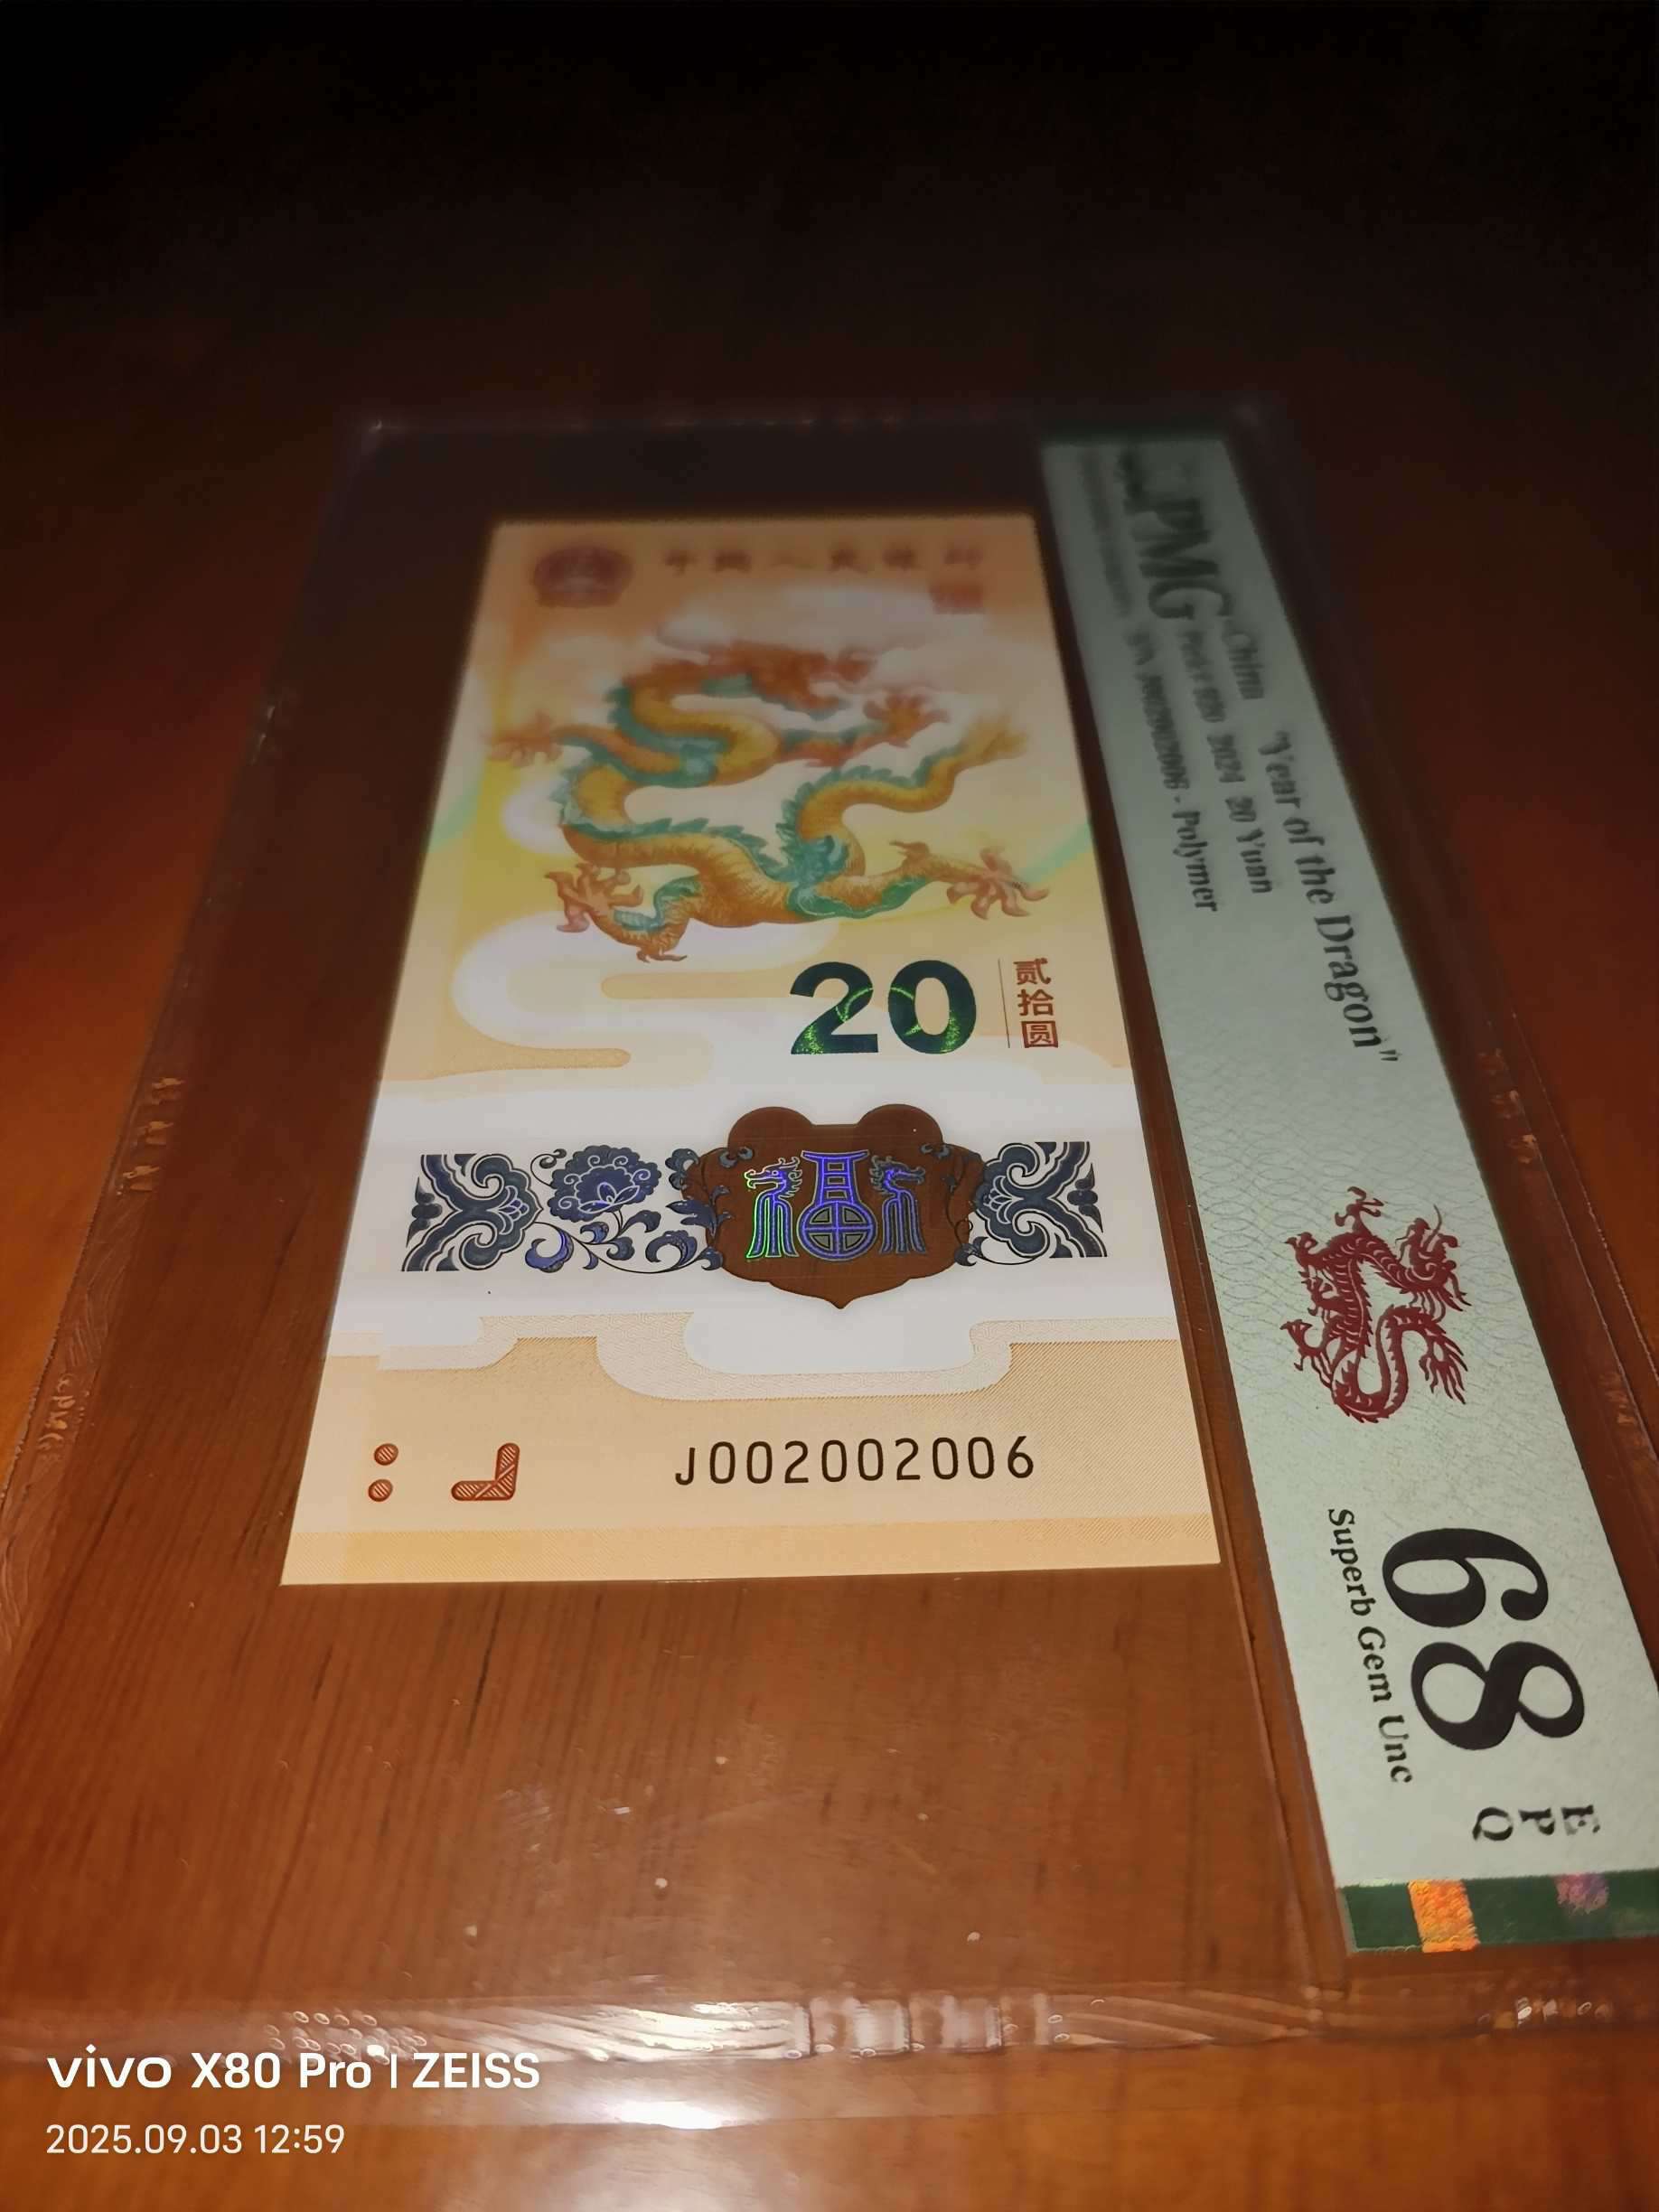 中国人民银行
20
贰拾圆
福
J002002006
PMG
China "Year of the Dragon"
2024 20 Yuan
J002002006 - Polymer
68
EPQ
Superb Gem Unc
vivo X80 Pro | ZEISS
2025.09.03 12:59